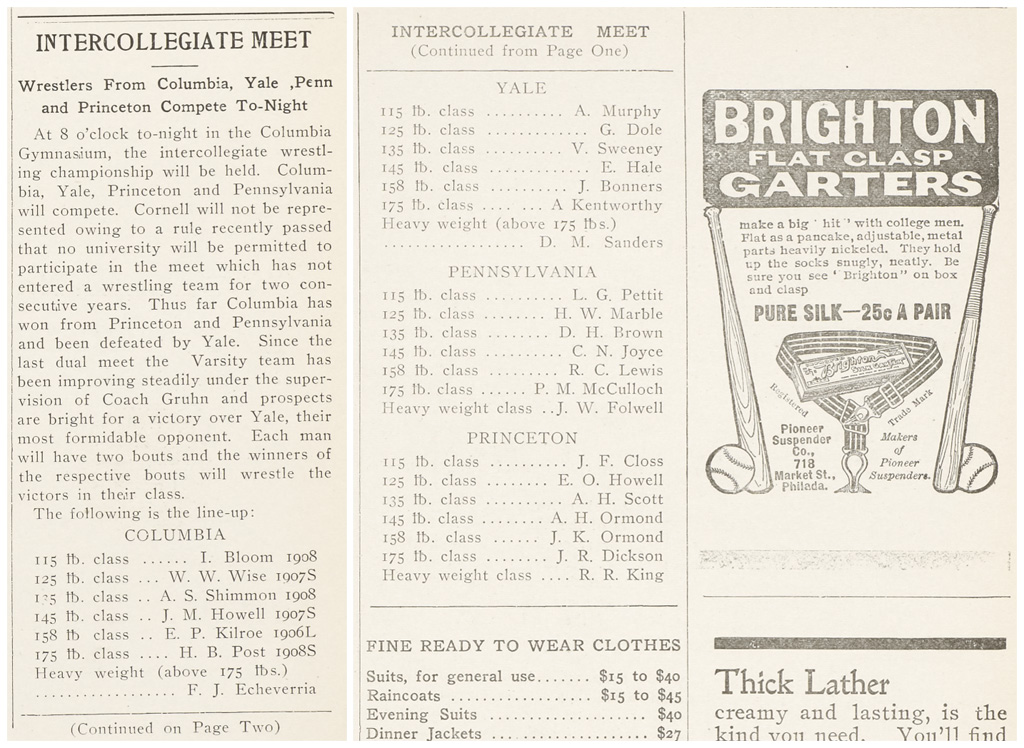 INTERCOLLEGIATE MEET
Wrestlers From Columbia, Yale ,Penn
and Princeton Compete To-Night
At 8 o'clock to-night in the Columbia
Gymnasium, the intercollegiate wrestl-
ing championship will be held. Colum-
bia, Yale, Princeton and Pennsylvania
will compete. Cornell will not be repre-
sented owing to a rule recently passed
that no university will be permitted to
participate in the meet which has not
entered a wrestling team for two con-
secutive years. Thus far Columbia has
won from Princeton and Pennsylvania
and been defeated by Yale. Since the
last dual meet the Varsity team has
been improving steadily under the super-
vision of Coach Gruhn and prospects
are bright for a victory over Yale, their
most formidable opponent. Each man
will have two bouts and the winners of
the respective bouts will wrestle the
victors in their class.
The following is the line-up:
COLUMBIA
115 lb. class ...... I. Bloom 1908
125 lb. class ... W. W. Wise 1907S
135 lb. class .. A. S. Shimmon 1908
145 lb. class .. J. M. Howell 1907S
158 lb class .. E. P. Kilroe 1906L
175 lb. class .... H. B. Post 1908S
Heavy weight (above 175 lbs.)
.................. F. J. Echeverria
(Continued on Page Two)
INTERCOLLEGIATE MEET
(Continued from Page One)
YALE
115 lb. class .......... A. Murphy
125 lb. class ............ G. Dole
135 lb. class .......... V. Sweeney
145 lb. class ............ E. Hale
158 lb. class .......... J. Bonners
175 lb. class ........ A Kentworthy
Heavy weight (above 175 lbs.)
................... D. M. Sanders
PENNSYLVANIA
115 lb. class .......... L. G. Pettit
125 lb. class ........ H. W. Marble
135 lb. class ........ D. H. Brown
145 lb. class .......... C. N. Joyce
158 lb. class .......... R. C. Lewis
175 lb. class ...... P. M. McCulloch
Heavy weight class ..J. W. Folwell
PRINCETON
115 lb. class .......... J. F. Closs
125 lb. class ........ E. O. Howell
135 lb. class ......... A. H. Scott
145 lb. class ........ A. H. Ormond
158 lb. class ........ J. K. Ormond
175 lb. class ........ J. R. Dickson
Heavy weight class .... R. R. King
FINE READY TO WEAR CLOTHES
Suits, for general use....... $15 to $40
Raincoats .................. $15 to $45
Evening Suits .................... $40
Dinner Jackets .................. $27
BRIGHTON
FLAT CLASP
GARTERS
make a big ' hit '' with college men.
Flat as a pancake, adjustable, metal
parts heavily nickeled. They hold
up the socks snugly, neatly. Be
sure you see ' Brighton" on box
and clasp
PURE SILK—25c A PAIR
Brighton
Registered
Trade Mark
Pioneer
Suspender
Co.,
718
Market St.,
Philada.
Makers
of
Pioneer
Suspenders.
Thick Lather
creamy and lasting, is the
kind you need. You'll find